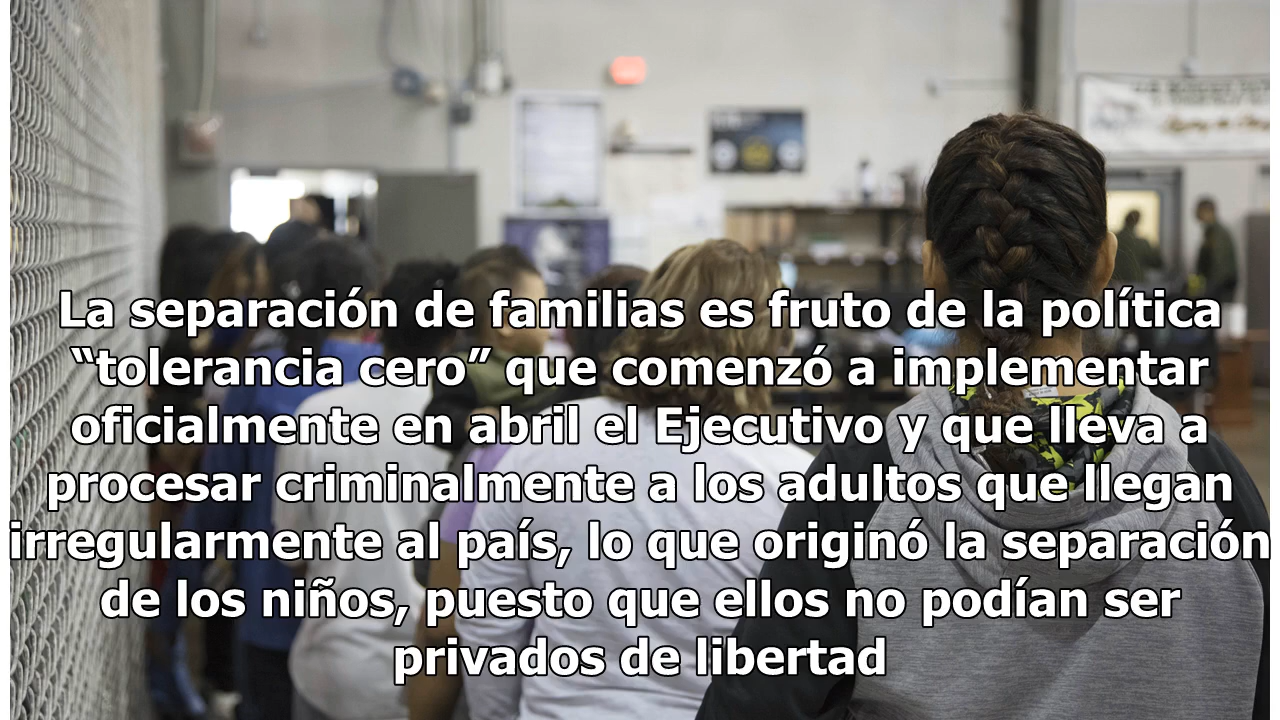 La separación de familias es fruto de la política
“tolerancia cero” que comenzó a implementar
oficialmente en abril el Ejecutivo y que lleva a
procesar criminalmente a los adultos que llegan
irregularmente al país, lo que originó la separación
de los niños, puesto que ellos no podían ser
privados de libertad